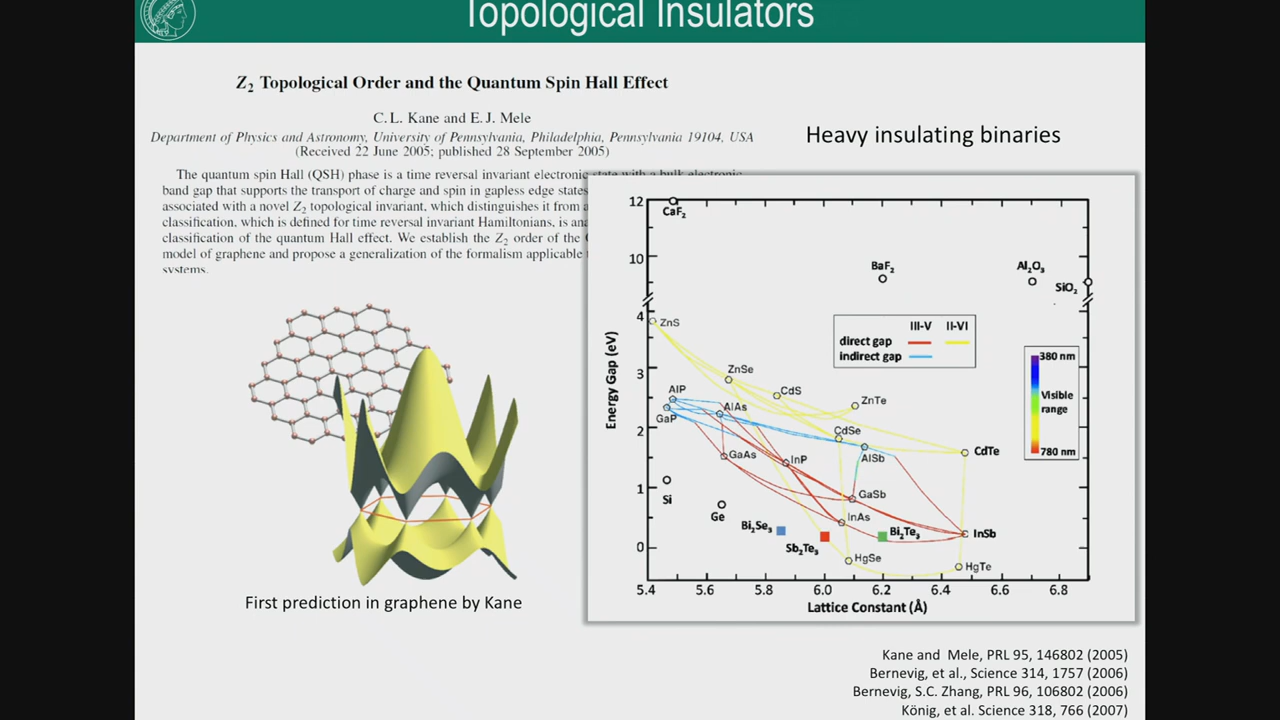 Topological Insulators
Z2 Topological Order and the Quantum Spin Hall Effect
C. L. Kane and E. J. Mele
Department of Physics and Astronomy, University of Pennsylvania, Philadelphia, Pennsylvania 19104, USA
(Received 22 June 2005; published 28 September 2005)
The quantum spin Hall (QSH) phase is a time reversal invariant electronic state with a bulk electronic
band gap that supports the transport of charge and spin in gapless edge states
associated with a novel Z2 topological invariant, which distinguishes it from
classification, which is defined for time reversal invariant Hamiltonians, is
classification of the quantum Hall effect. We establish the Z2 order of the
model of graphene and propose a generalization of the formalism applicable
systems.
First prediction in graphene by Kane
Heavy insulating binaries
12
10
4
3
2
1
0
Energy Gap (eV)
CaF2
BaF2
Al2O3
SiO2
III-V II-VI
direct gap
indirect gap
380 nm
Visible
range
780 nm
ZnS
ZnSe
CdS
ZnTe
AlP
GaP
AlAs
CdSe
AlSb
CdTe
GaAs
InP
Si
Ge
GaSb
InAs
InSb
Bi2Se3
Sb2Te3
Bi2Te3
HgSe
HgTe
5.4 5.6 5.8 6.0 6.2 6.4 6.6 6.8
Lattice Constant (Å)
Kane and Mele, PRL 95, 146802 (2005)
Bernevig, et al., Science 314, 1757 (2006)
Bernevig, S.C. Zhang, PRL 96, 106802 (2006)
König, et al. Science 318, 766 (2007)